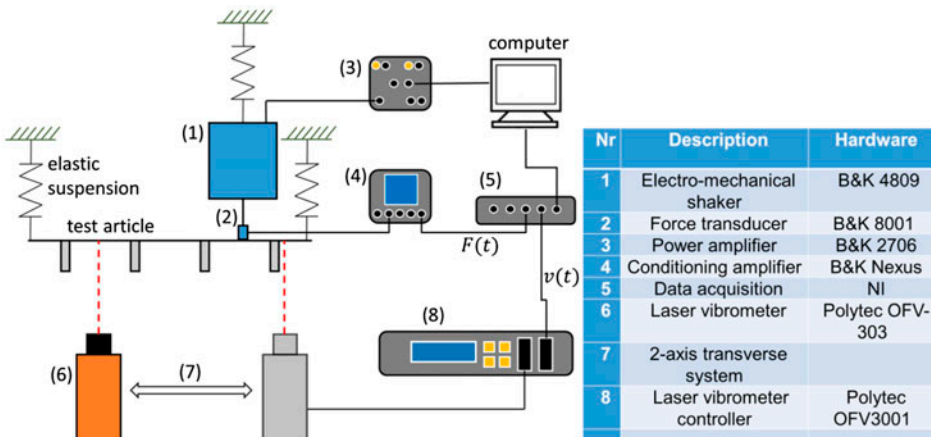 computer
(3)
(1)
elastic
suspension
(4)
(5)
(2)
test article
F(t)
v(t)
(8)
(6)
(7)
Nr Description Hardware
1 Electro-mechanical shaker B&K 4809
2 Force transducer B&K 8001
3 Power amplifier B&K 2706
4 Conditioning amplifier B&K Nexus
5 Data acquisition NI
6 Laser vibrometer Polytec OFV-303
7 2-axis transverse system
8 Laser vibrometer controller Polytec OFV3001